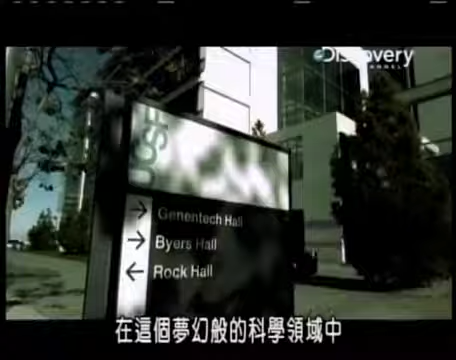 Discovery
CHANNEL
UCSF
→ Genentech Hall
→ Byers Hall
← Rock Hall
在這個夢幻般的科學領域中